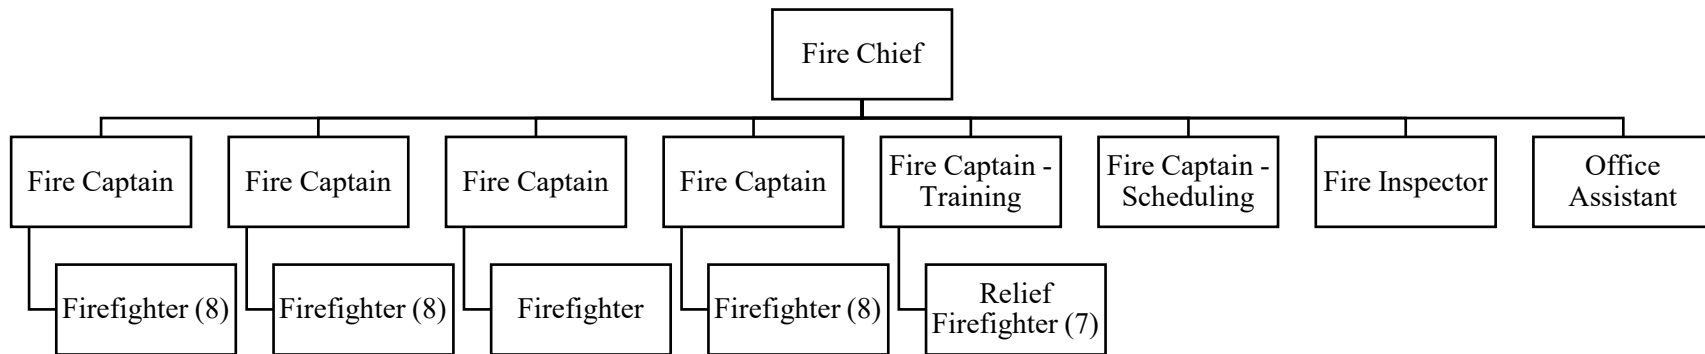 Fire Chief
Fire Captain
Fire Captain
Fire Captain
Fire Captain
Fire Captain -
Training
Fire Captain -
Scheduling
Fire Inspector
Office
Assistant
Firefighter (8)
Firefighter (8)
Firefighter
Firefighter (8)
Relief
Firefighter (7)